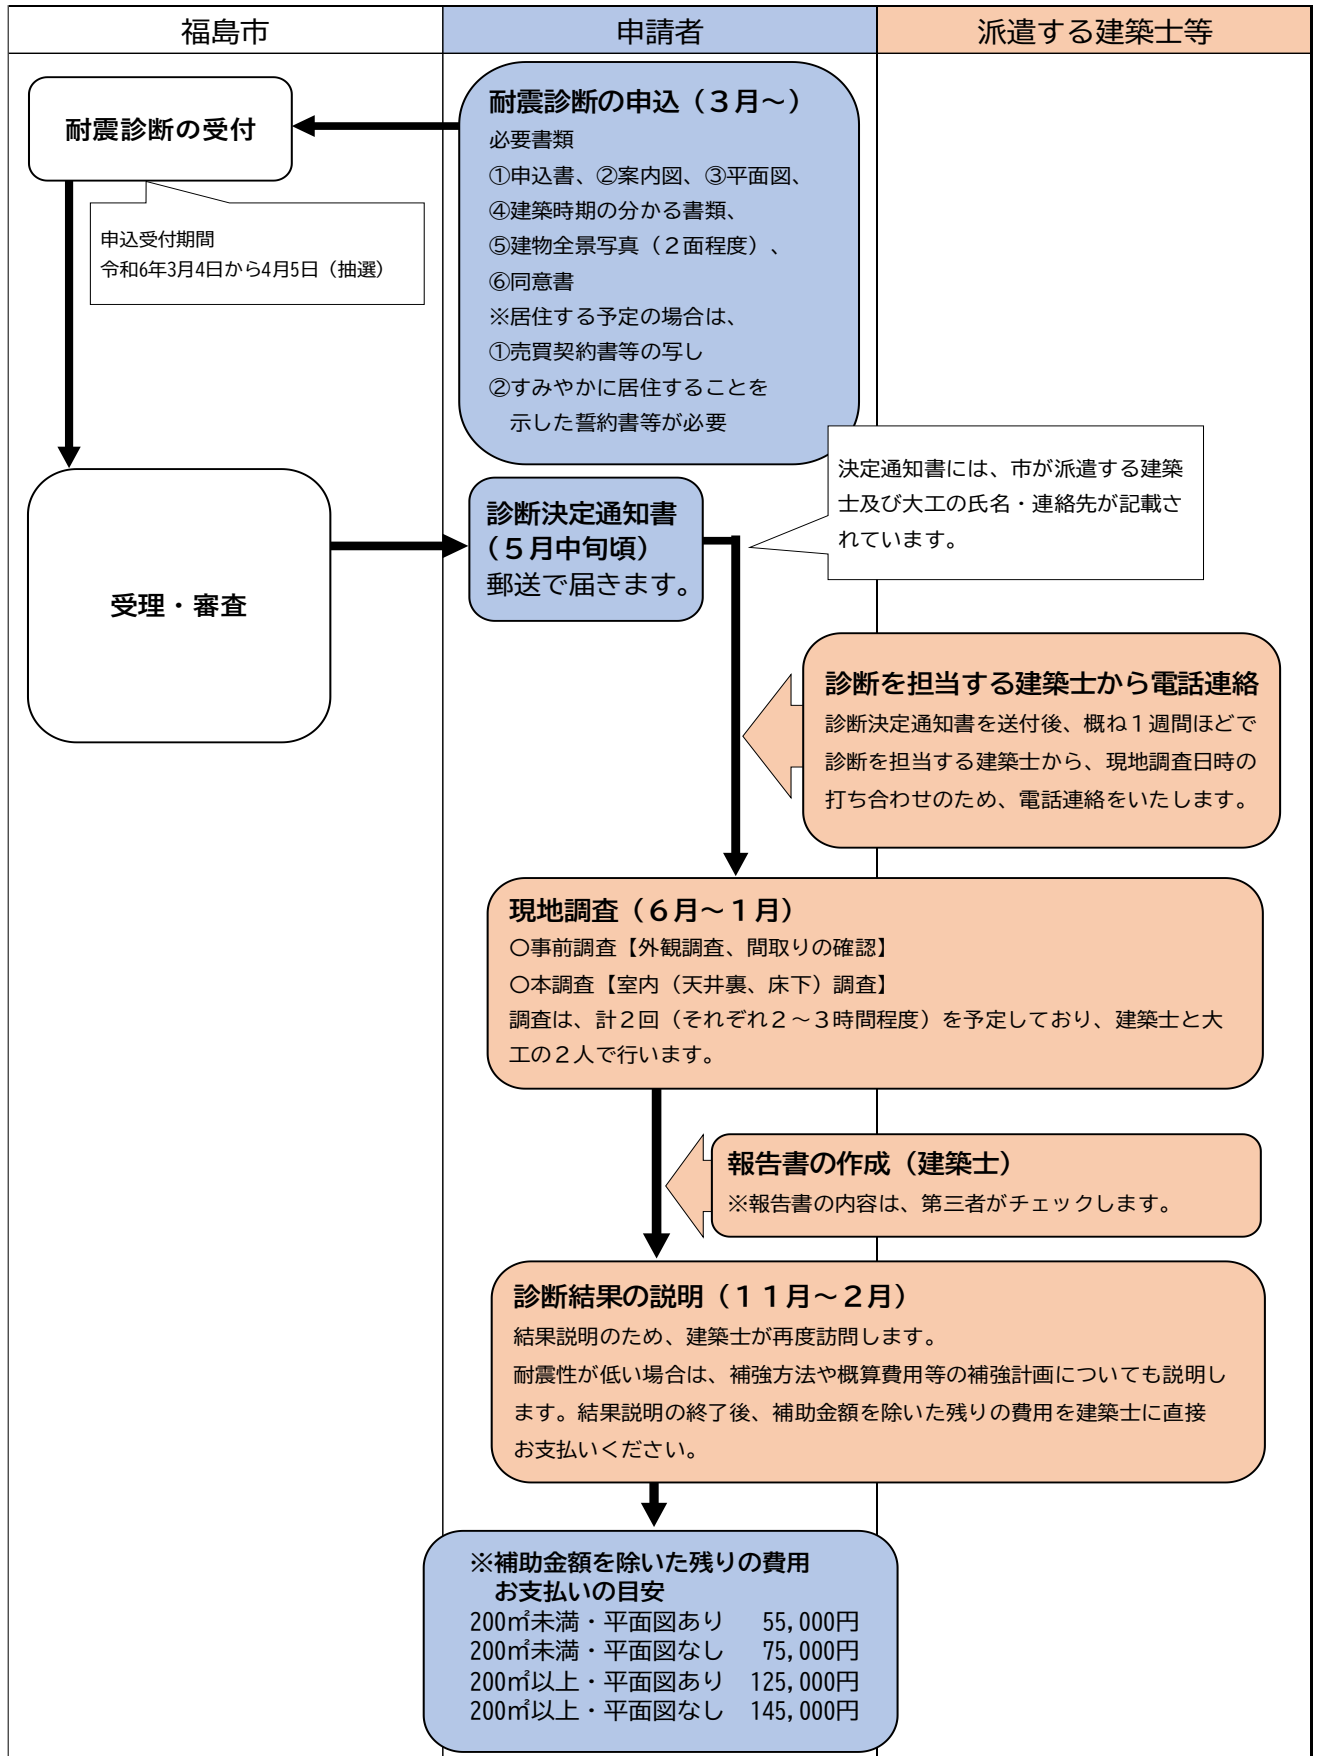 福島市
申請者
派遣する建築士等
耐震診断の申込（３月～）
必要書類
①申込書、②案内図、③平面図、
④建築時期の分かる書類、
⑤建物全景写真（２面程度）、
⑥同意書
※居住する予定の場合は、
①売買契約書等の写し
②すみやかに居住することを
示した誓約書等が必要
耐震診断の受付
申込受付期間
令和6年3月4日から4月5日（抽選）
受理・審査
診断決定通知書
（５月中旬頃）
郵送で届きます。
決定通知書には、市が派遣する建築
士及び大工の氏名・連絡先が記載さ
れています。
診断を担当する建築士から電話連絡
診断決定通知書を送付後、概ね１週間ほどで
診断を担当する建築士から、現地調査日時の
打ち合わせのため、電話連絡をいたします。
現地調査（６月～１月）
〇事前調査【外観調査、間取りの確認】
〇本調査【室内（天井裏、床下）調査】
調査は、計２回（それぞれ２～３時間程度）を予定しており、建築士と大
工の２人で行います。
報告書の作成（建築士）
※報告書の内容は、第三者がチェックします。
診断結果の説明（１１月～２月）
結果説明のため、建築士が再度訪問します。
耐震性が低い場合は、補強方法や概算費用等の補強計画についても説明し
ます。結果説明の終了後、補助金額を除いた残りの費用を建築士に直接
お支払いください。
※補助金額を除いた残りの費用
お支払いの目安
200㎡未満・平面図あり　55,000円
200㎡未満・平面図なし　75,000円
200㎡以上・平面図あり　125,000円
200㎡以上・平面図なし　145,000円